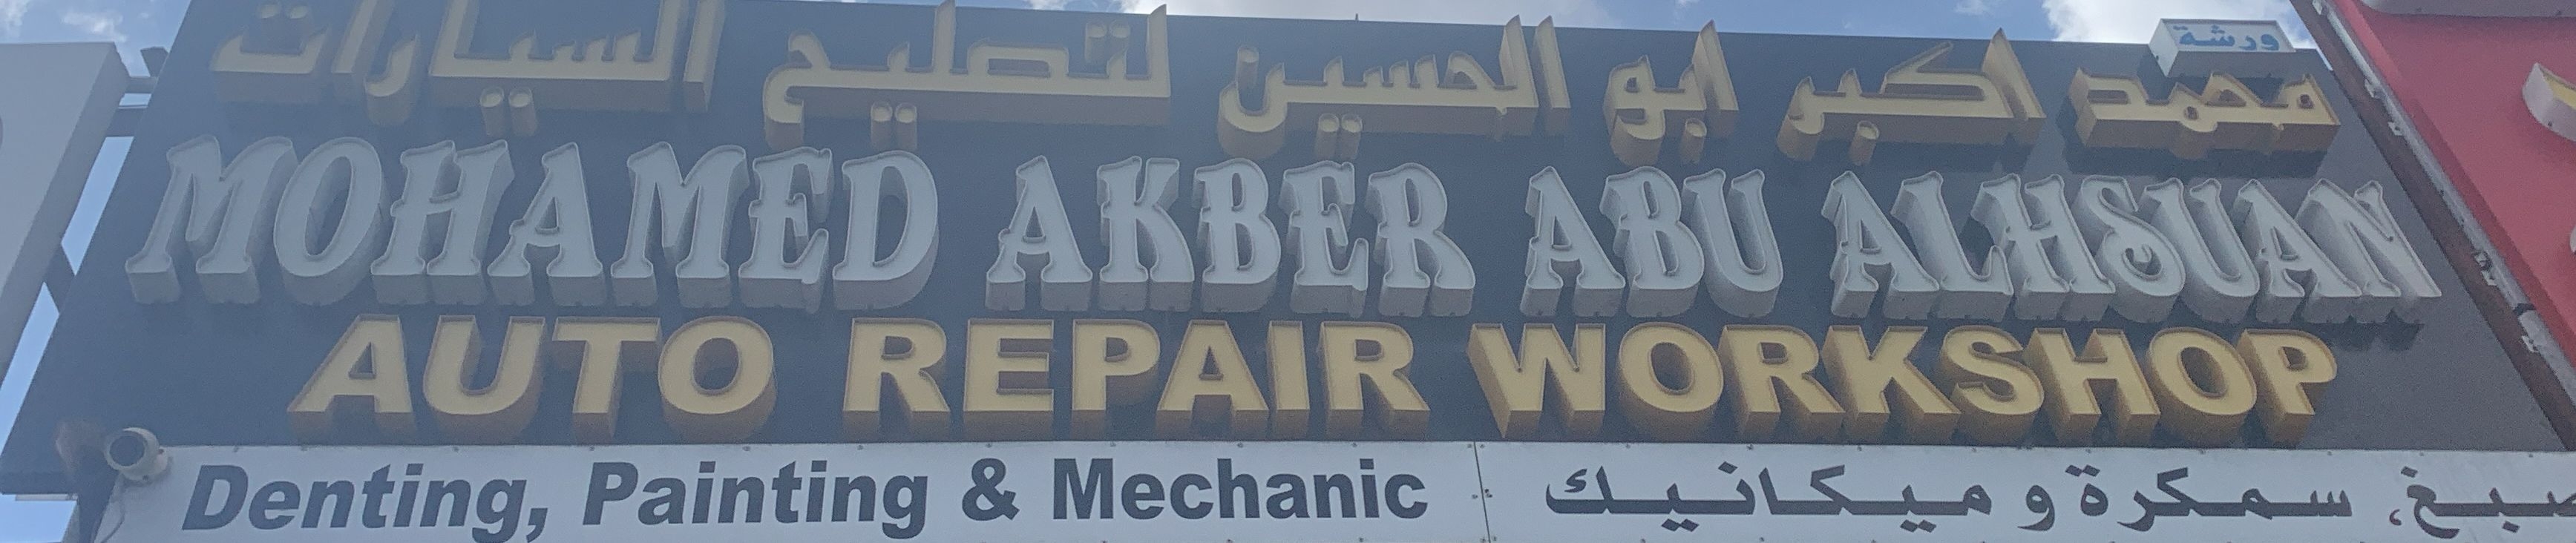 ورشة
محمد اكبر ابو الحسين لتصليح السيارات
MOHAMED AKBER ABU ALHSUAN
AUTO REPAIR WORKSHOP
Denting, Painting & Mechanic
سمكرة و ميكانيك